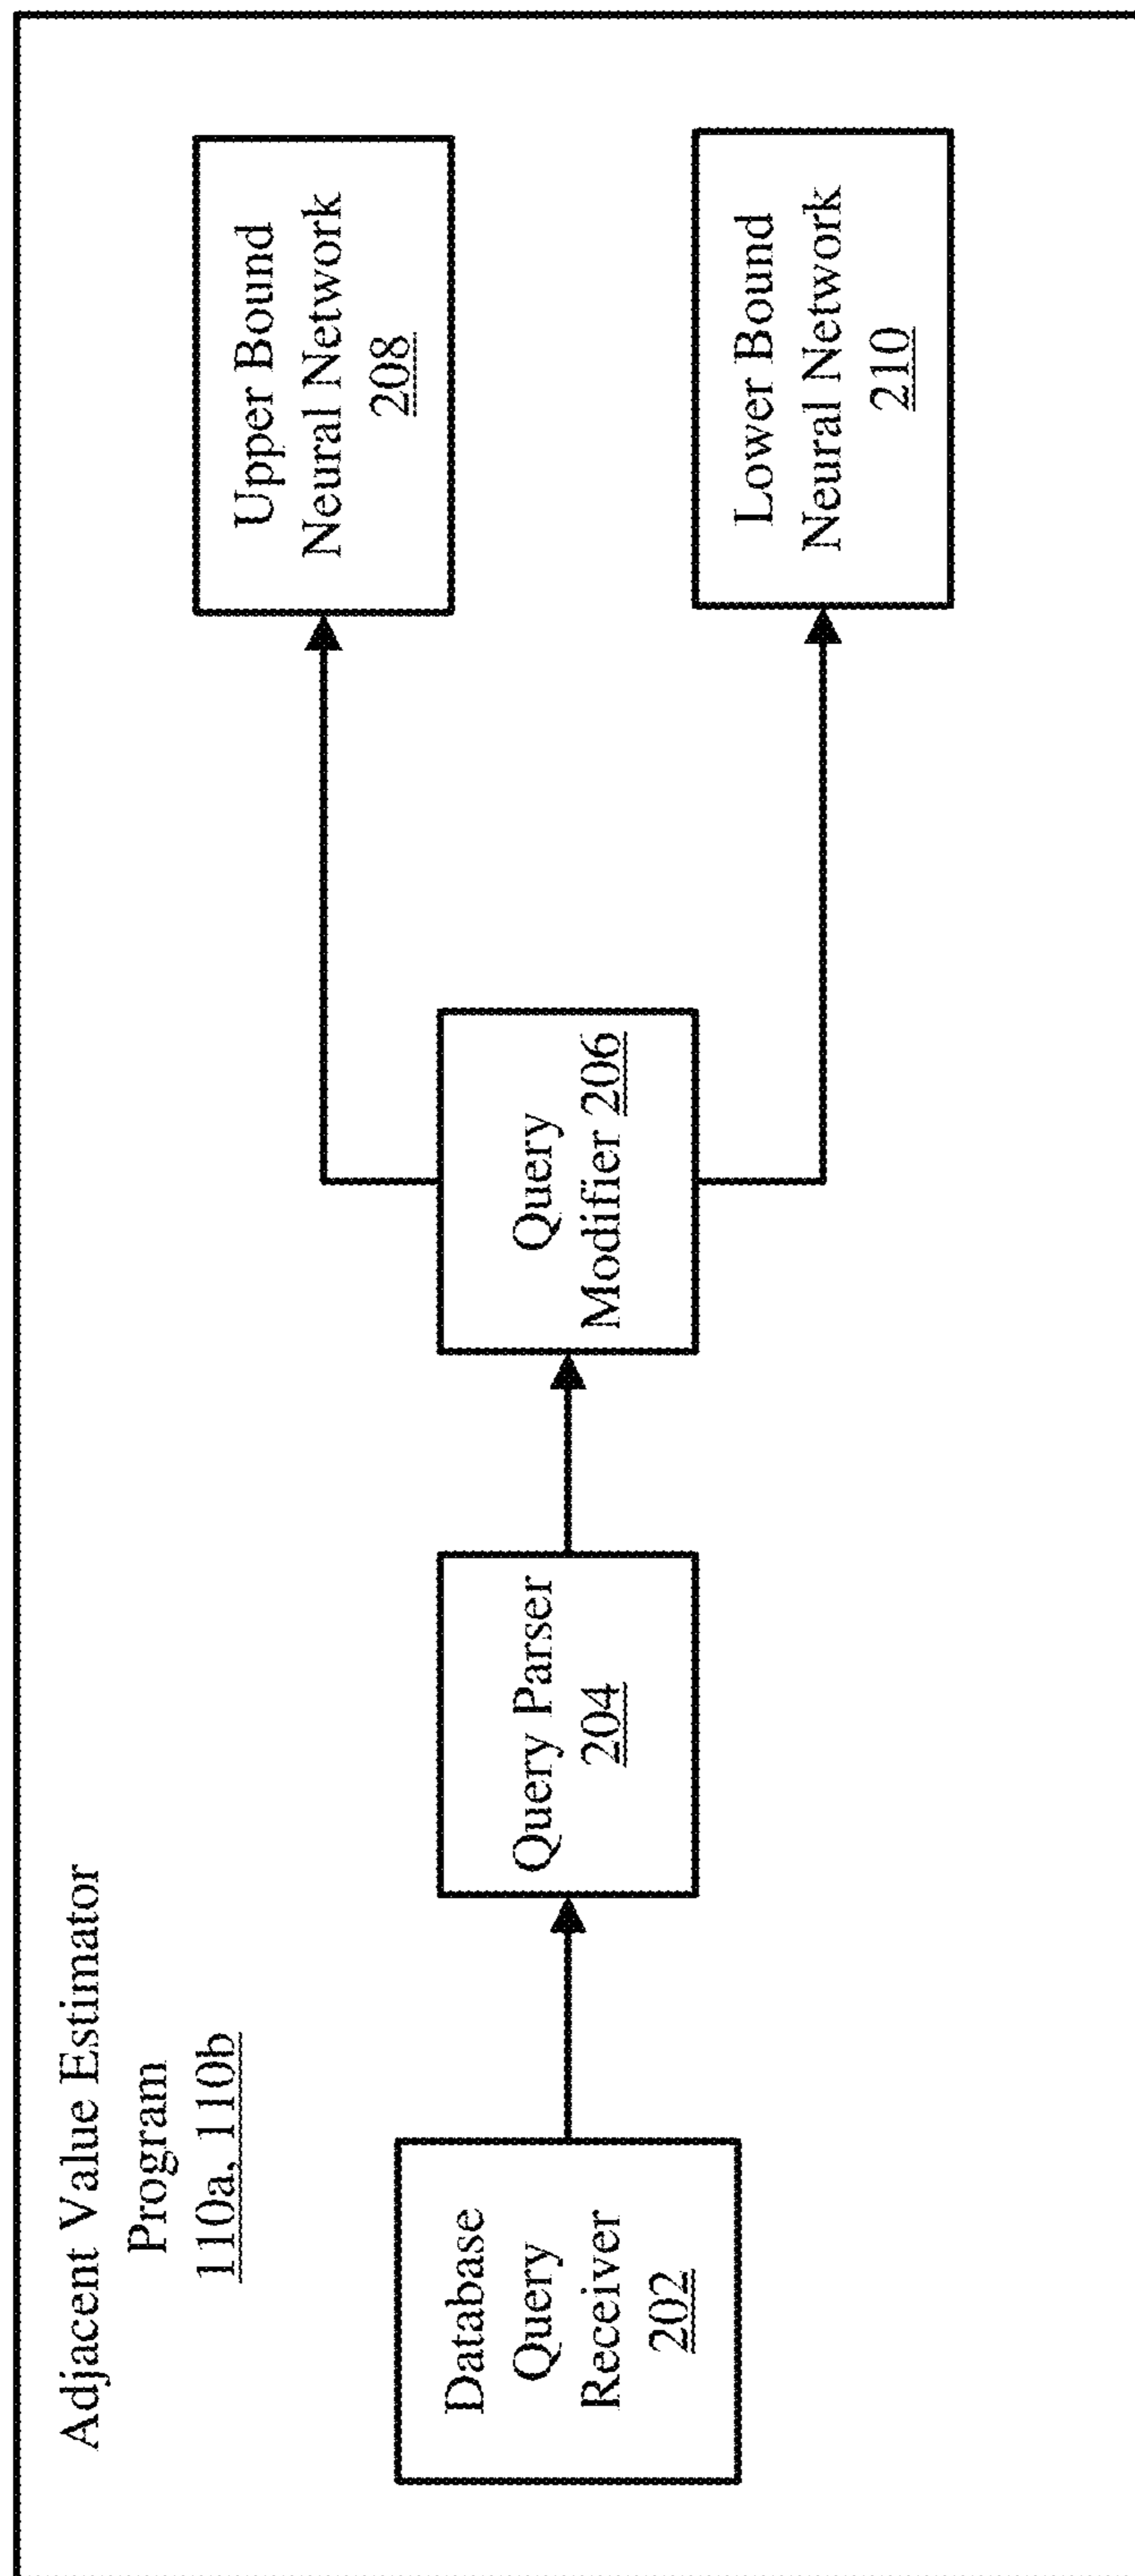 Adjacent Value Estimator
Program
110a, 110b
Database
Query
Receiver
202
Query Parser
204
Query
Modifier 206
Upper Bound
Neural Network
208
Lower Bound
Neural Network
210